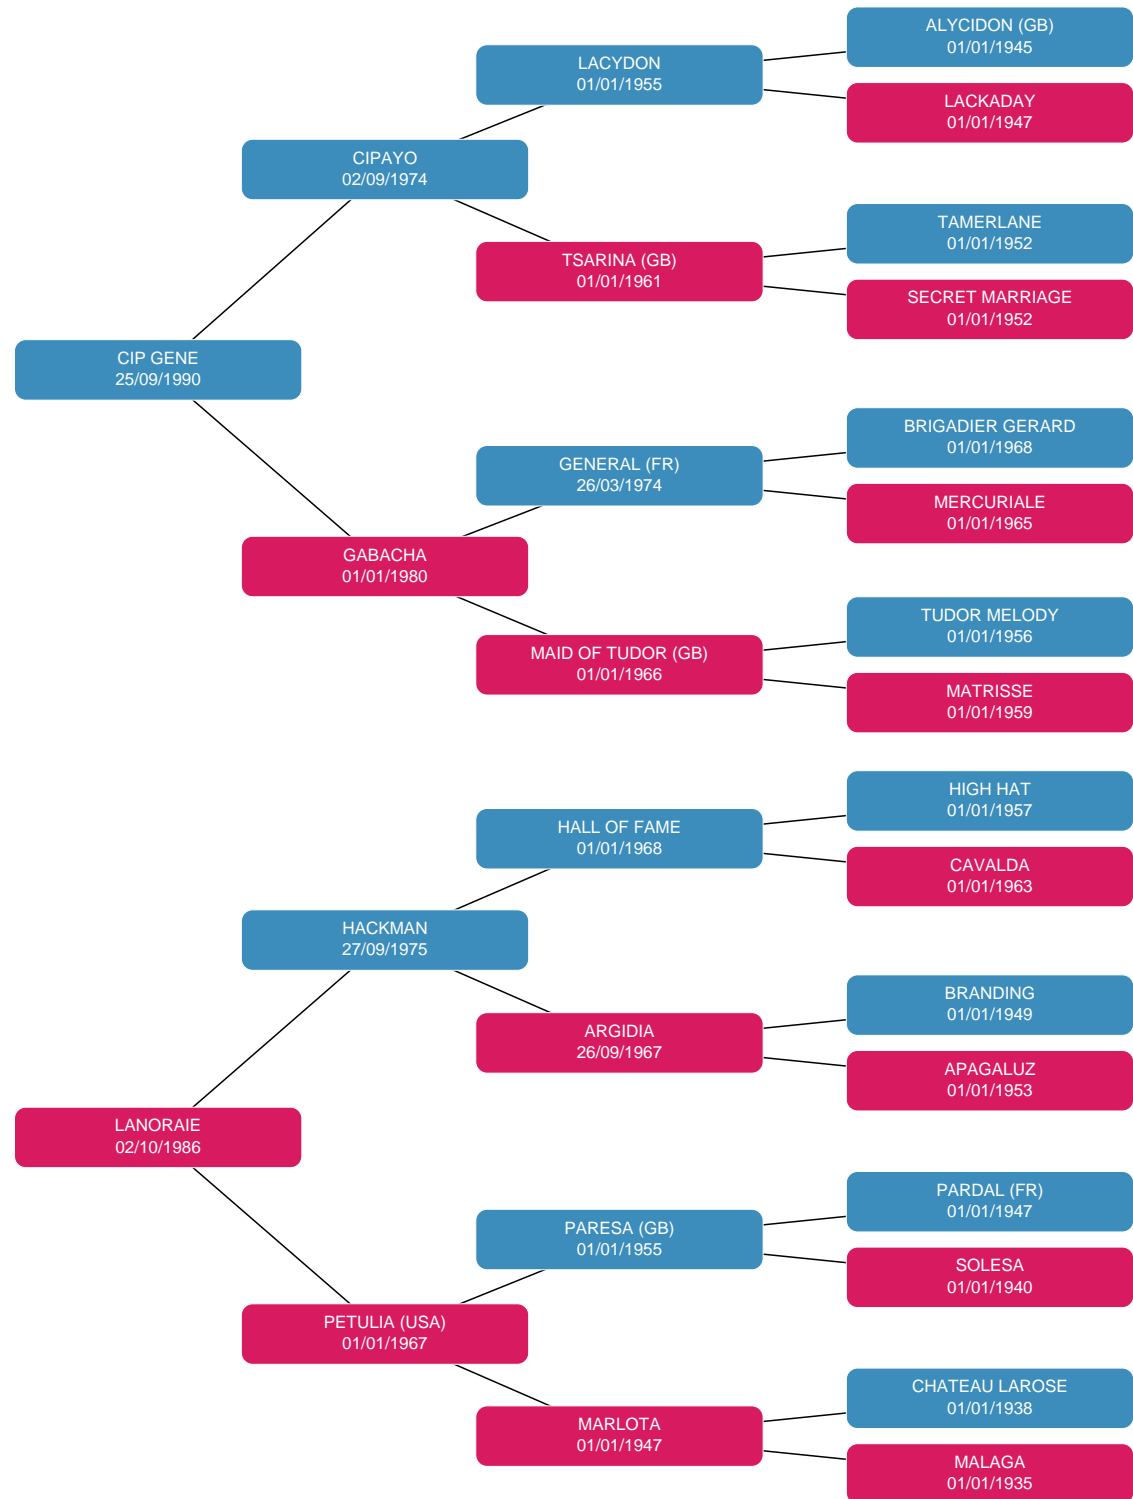 ALYCIDON (GB)
01/01/1945
LACYDON
01/01/1955
LACKADAY
01/01/1947
CIPAYO
02/09/1974
TAMERLANE
01/01/1952
TSARINA (GB)
01/01/1961
SECRET MARRIAGE
01/01/1952
CIP GENE
25/09/1990
BRIGADIER GERARD
01/01/1968
GENERAL (FR)
26/03/1974
MERCURIALE
01/01/1965
GABACHA
01/01/1980
TUDOR MELODY
01/01/1956
MAID OF TUDOR (GB)
01/01/1966
MATRISSE
01/01/1959
HIGH HAT
01/01/1957
HALL OF FAME
01/01/1968
CAVALDA
01/01/1963
HACKMAN
27/09/1975
BRANDING
01/01/1949
ARGIDIA
26/09/1967
APAGALUZ
01/01/1953
LANORAIE
02/10/1986
PARDAL (FR)
01/01/1947
PARESA (GB)
01/01/1955
SOLESA
01/01/1940
PETULIA (USA)
01/01/1967
CHATEAU LAROSE
01/01/1938
MARLOTA
01/01/1947
MALAGA
01/01/1935